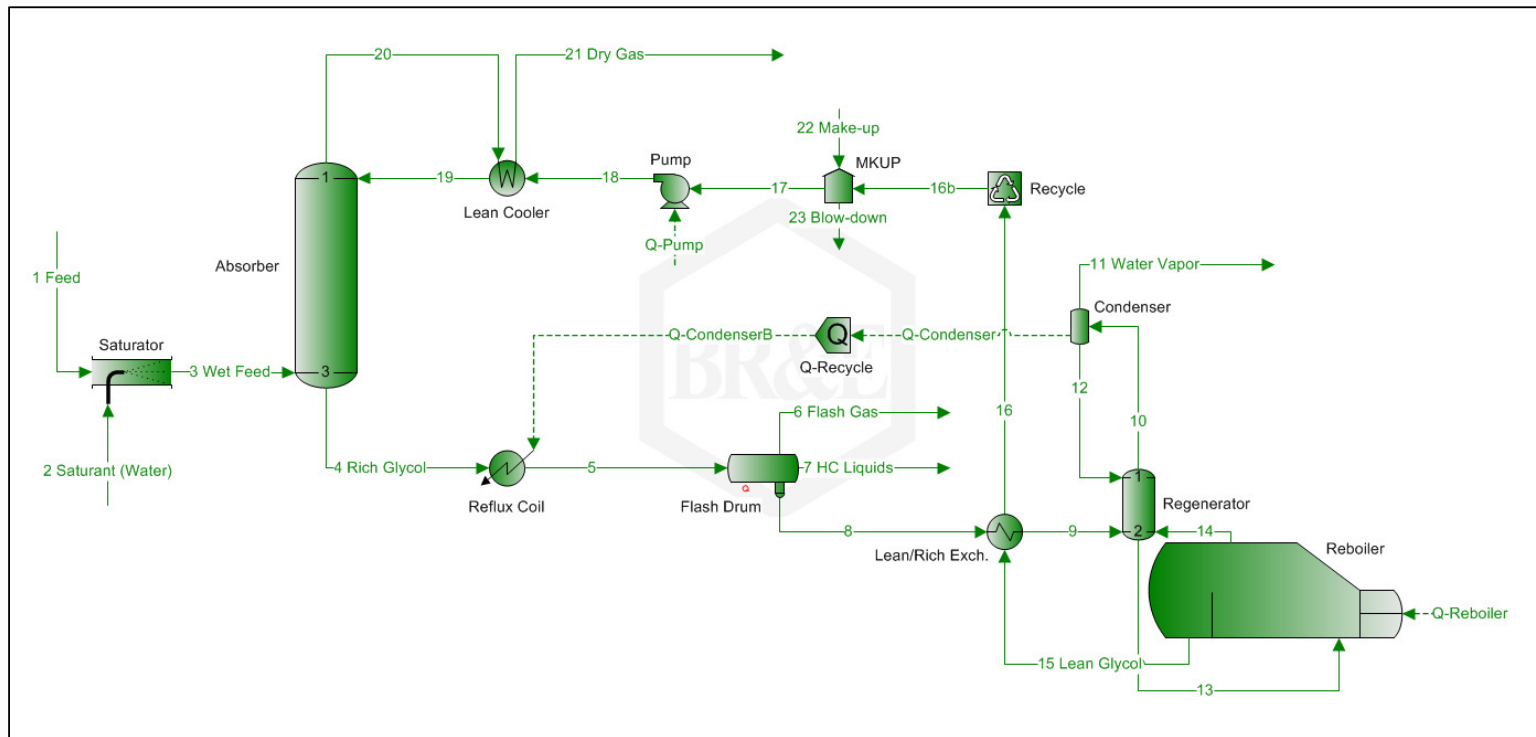 20
21 Dry Gas
22 Make-up
MKUP
Pump
1
19
18
17
16b
Recycle
Lean Cooler
23 Blow-down
Q-Pump
Absorber
1 Feed
11 Water Vapor
Condenser
Saturator
Q-CondenserB
Q
Q-Condenser
Q-Recycle
BR&E
3 Wet Feed
3
12
10
16
6 Flash Gas
2 Saturant (Water)
4 Rich Glycol
5
7 HC Liquids
Reflux Coil
Q
Flash Drum
1
Regenerator
8
9
2
14
Lean/Rich Exch.
Reboiler
Q-Reboiler
15 Lean Glycol
13